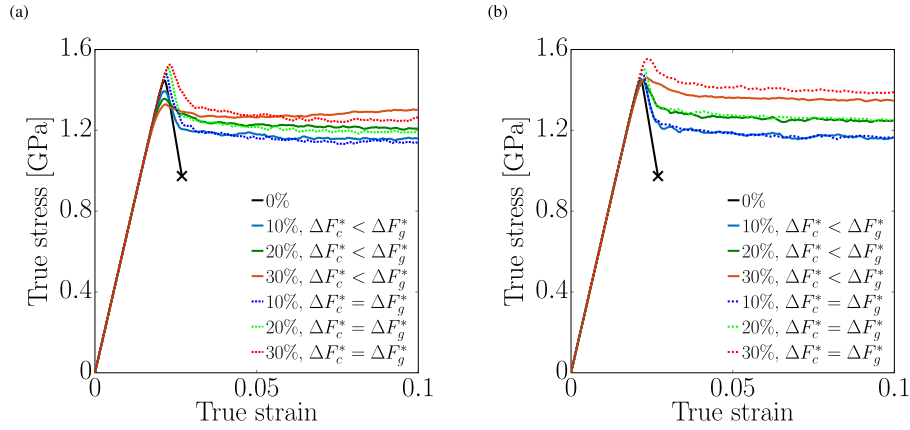 (a)
1.6
1.2
0.8
0.4
0
0
0.05
0.1
True stress [GPa]
True strain
0%
10%, ΔF*c < ΔF*g
20%, ΔF*c < ΔF*g
30%, ΔF*c < ΔF*g
10%, ΔF*c = ΔF*g
20%, ΔF*c = ΔF*g
30%, ΔF*c = ΔF*g
(b)
1.6
1.2
0.8
0.4
0
0
0.05
0.1
True stress [GPa]
True strain
0%
10%, ΔF*c < ΔF*g
20%, ΔF*c < ΔF*g
30%, ΔF*c < ΔF*g
10%, ΔF*c = ΔF*g
20%, ΔF*c = ΔF*g
30%, ΔF*c = ΔF*g